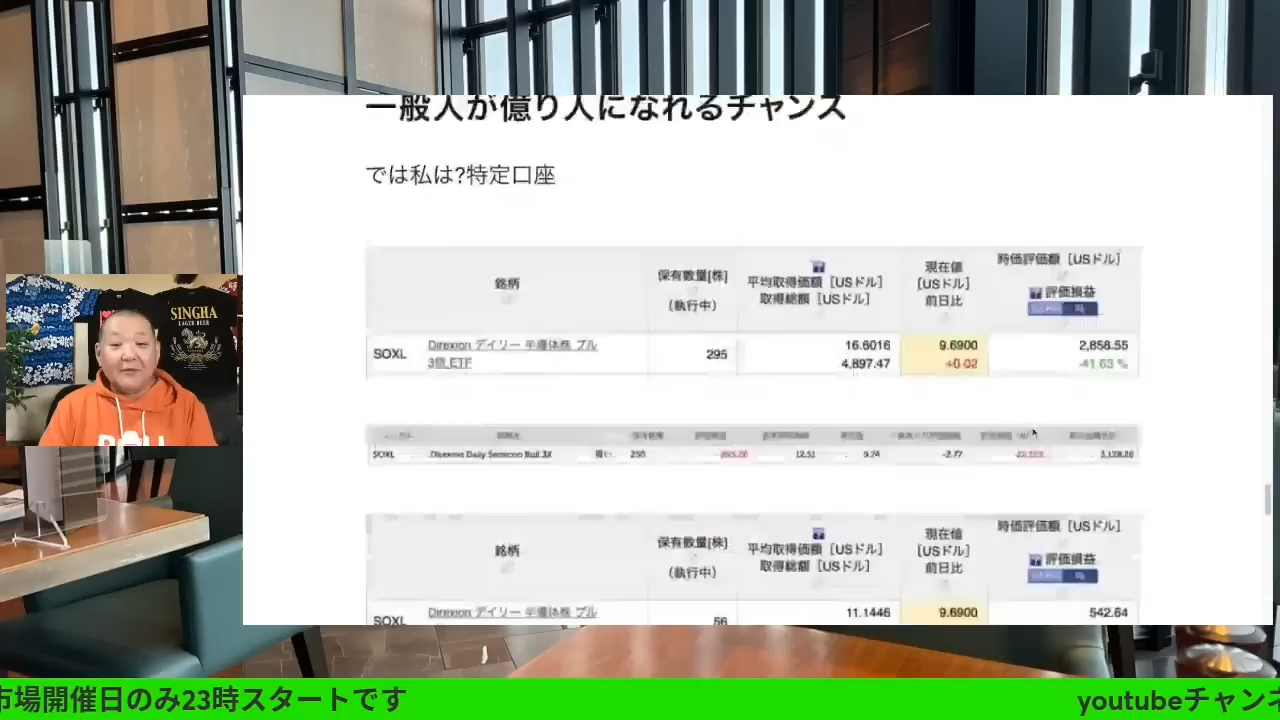 一般人が億り人になれるチャンス
では私は?特定口座
銘柄
保有数量[株]
(執行中)
平均取得価額［USドル］
取得総額［USドル］
現在値
[USドル]
前日比
時価評価額［USドル］
評価損益
SOXL
Direxion デイリー 半導体株 ブル
3倍 ETF
295
16.6016
4,897.47
9.6900
+0.02
2,858.55
-41.63 %
SOXL
Direxion Daily Semicon Bull 3X
250
12.51
9.74
-2.77
銘柄
保有数量[株]
(執行中)
平均取得価額［USドル］
取得総額［USドル］
現在値
[USドル]
前日比
時価評価額［USドル］
評価損益
SOXL
Direxion デイリー 半導体株 ブル
56
11.1446
9.6900
542.64
SINGHA
LAGER BEER
市場開催日のみ23時スタートです
youtubeチャンネ